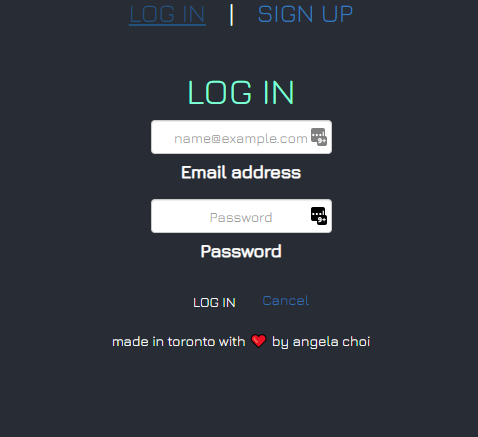 LOG IN | SIGN UP
LOG IN
name@example.com
Email address
Password
Password
LOG IN Cancel
made in toronto with ❤️ by angela choi